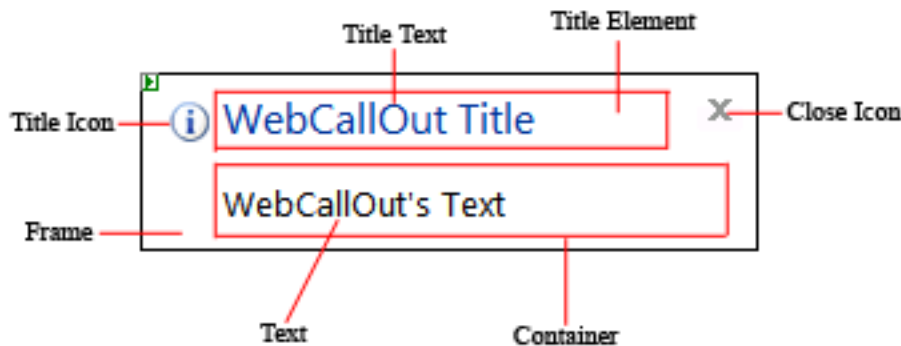 Title Text
Title Element
Title Icon
WebCallOut Title
X
Close Icon
WebCallOut's Text
Frame
Text
Container